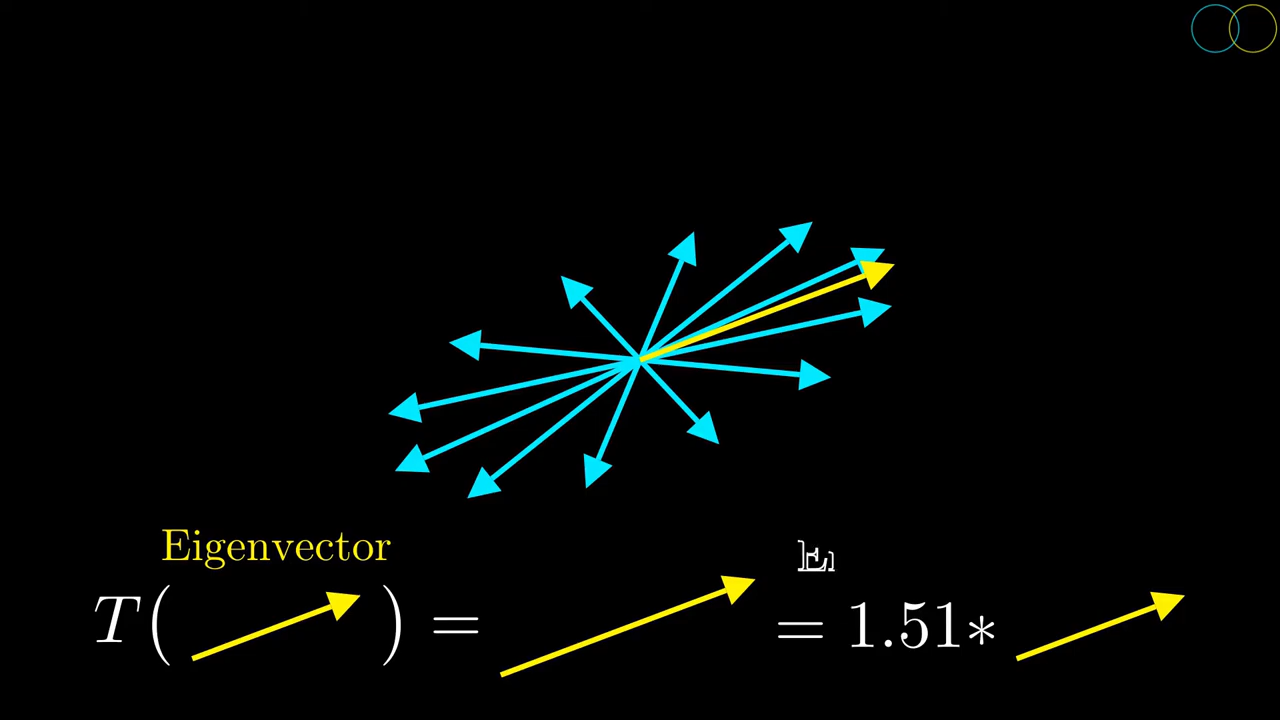 Eigenvector
E
T( ) = = 1.51*